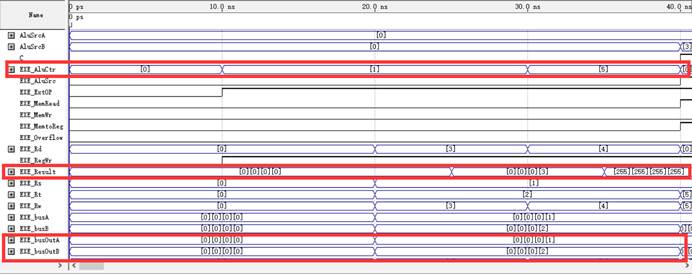 Name
0 ps 10.0 ns 20.0 ns 30.0 ns 40.0 ns
0 ps
AluSrcA [0]
AluSrcB [0] [3]
C
EXE_AluCtr [0] [1] [5]
EXE_AluSrc
EXE_ExtOP
EXE_MemRead
EXE_MemWr
EXE_MemtoReg
EXE_Overflow
EXE_Rd [0] [3] [4] [0]
EXE_RegWr
EXE_Result [0][0][0][0] [0][0][0][3] [255][255][255][255]
EXE_Rs [0] [1]
EXE_Rt [0] [2] [5]
EXE_Rw [0] [3] [4] [5]
EXE_busA [0][0][0][0] [0][0][0][1]
EXE_busB [0][0][0][0] [0][0][0][2]
EXE_busOutA [0][0][0][0] [0][0][0][1]
EXE_busOutB [0][0][0][0] [0][0][0][2]